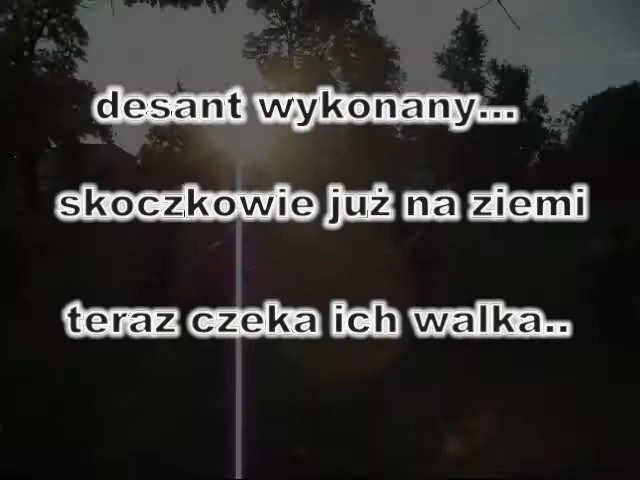 desant wykonany...
skoczkowie już na ziemi
teraz czeka ich walka..